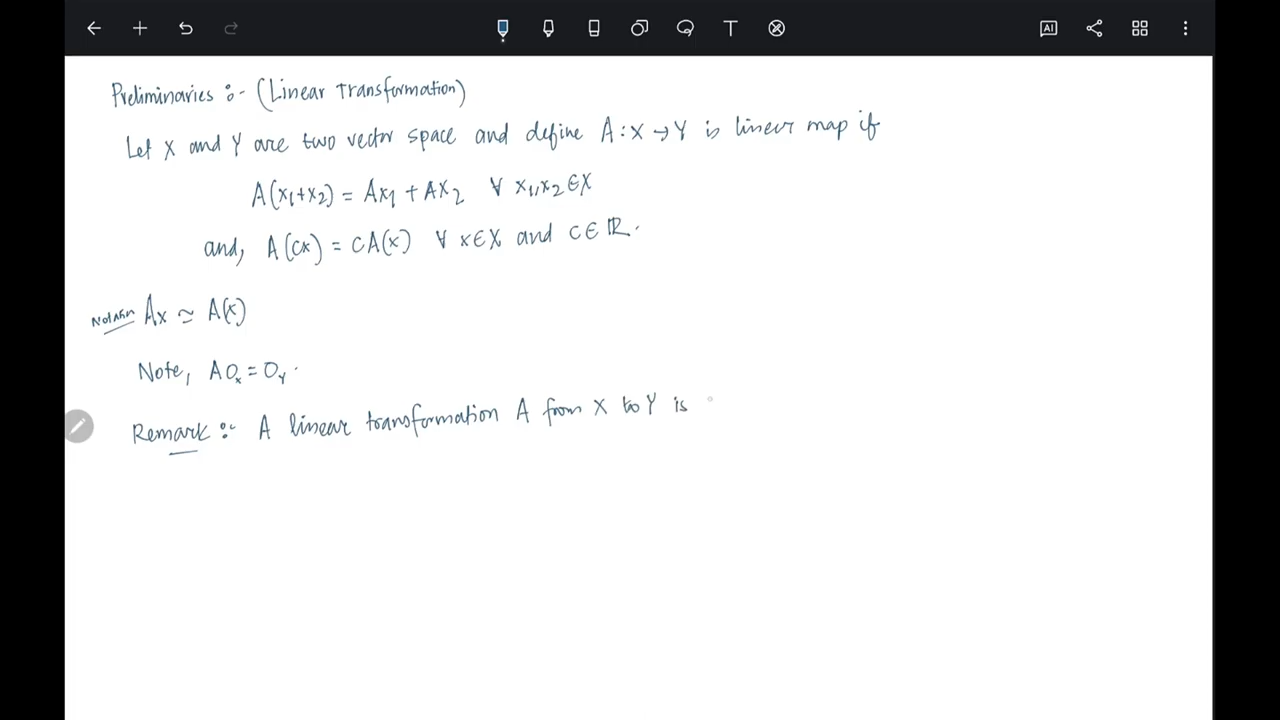 Preliminaries :- (Linear Transformation)
Let X and Y are two vector space and define A : X → Y is linear map if
A(x₁+x₂) = Ax₁ + AX₂ ∀ x₁,x₂ ∈ X
and, A(cx) = cA(x) ∀ x∈X and c∈ ℝ.
Notation Ax ≃ A(x)
Note, A0ₓ = 0ᵧ.
Remark :- A linear transformation A from X to Y is